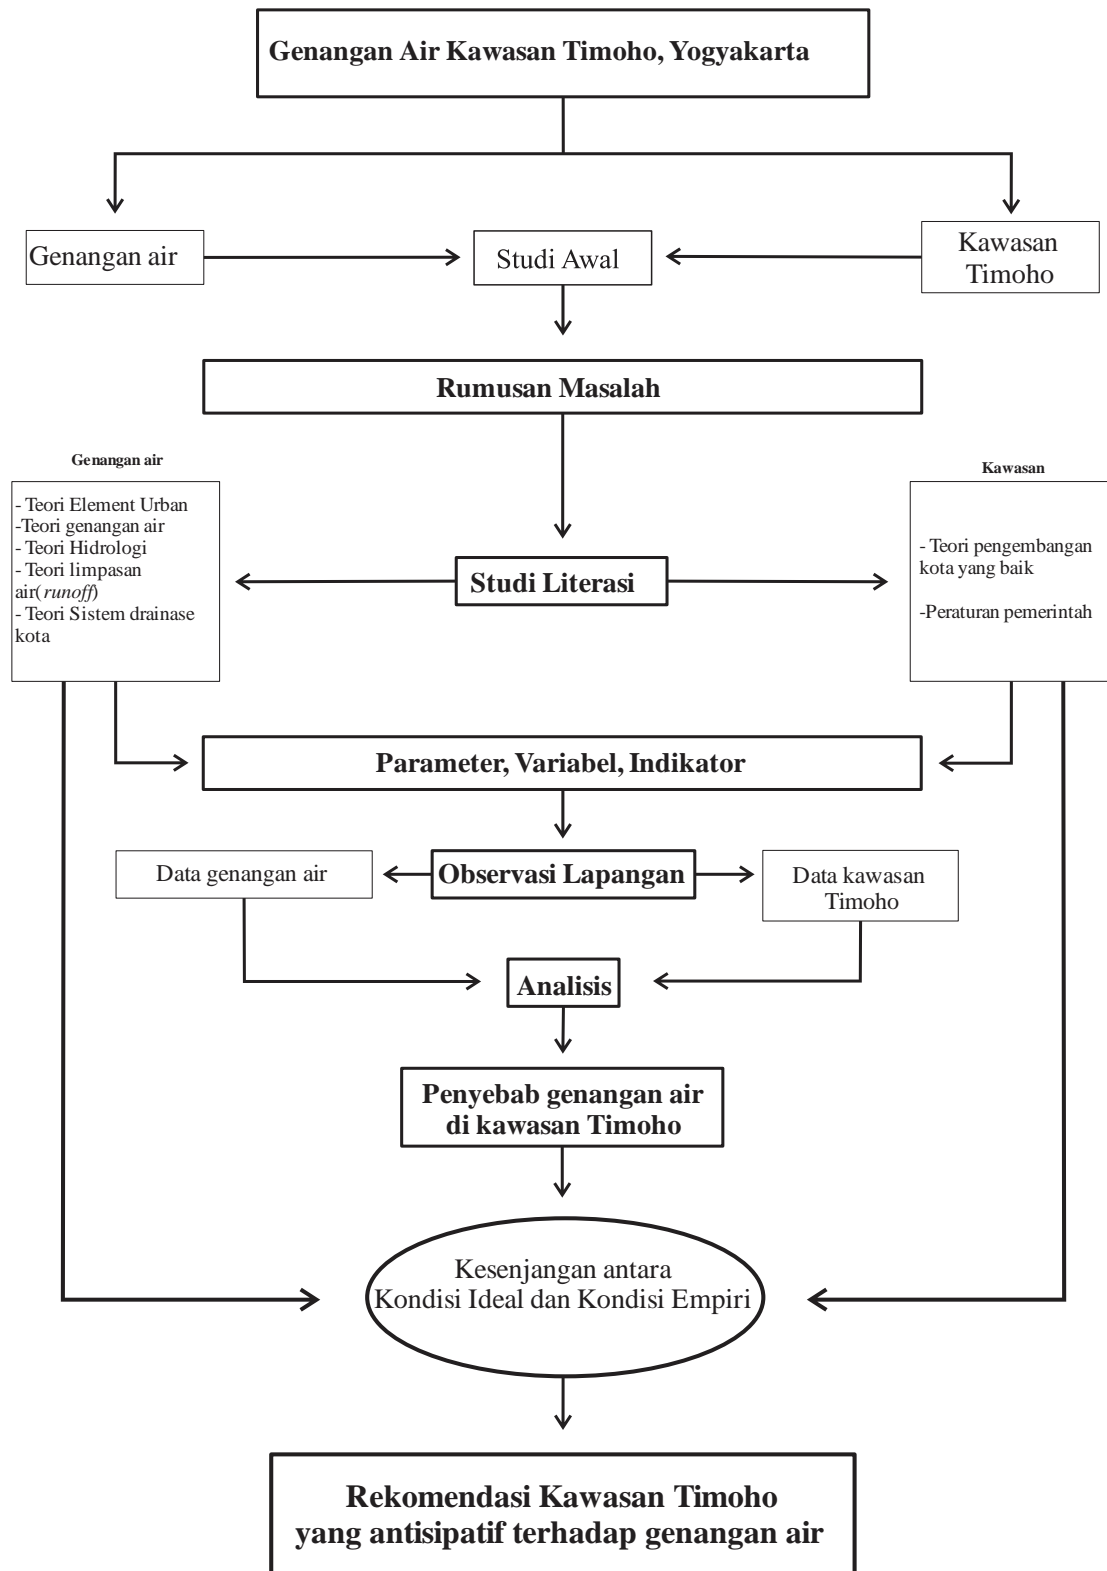 Genangan Air Kawasan Timoho, Yogyakarta
Genangan air
Studi Awal
Kawasan
Timoho
Rumusan Masalah
Genangan air
- Teori Element Urban
-Teori genangan air
- Teori Hidrologi
- Teori limpasan
air(runoff)
- Teori Sistem drainase
kota
Studi Literasi
Kawasan
- Teori pengembangan
kota yang baik
-Peraturan pemerintah
Parameter, Variabel, Indikator
Data genangan air
Observasi Lapangan
Data kawasan
Timoho
Analisis
Penyebab genangan air
di kawasan Timoho
Kesenjangan antara
Kondisi Ideal dan Kondisi Empiri
Rekomendasi Kawasan Timoho
yang antisipatif terhadap genangan air